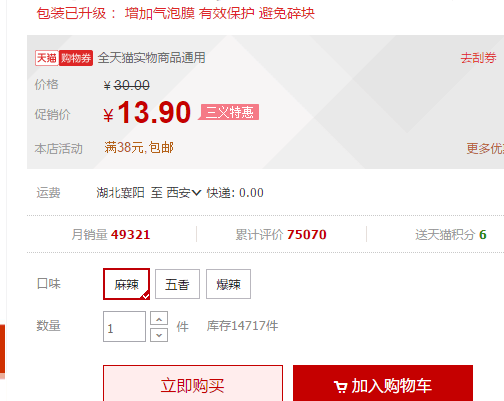 包装已升级： 增加气泡膜 有效保护 避免碎块
天猫 购物券 全天猫实物商品通用 去刮券
价格 ¥ 30.00
促销价 ¥ 13.90 三义特惠
本店活动 满38元,包邮 更多优
运费 湖北襄阳 至 西安 快递: 0.00
月销量 49321 累计评价 75070 送天猫积分 6
口味 麻辣 五香 爆辣
数量 1 件 库存14717件
立即购买 加入购物车